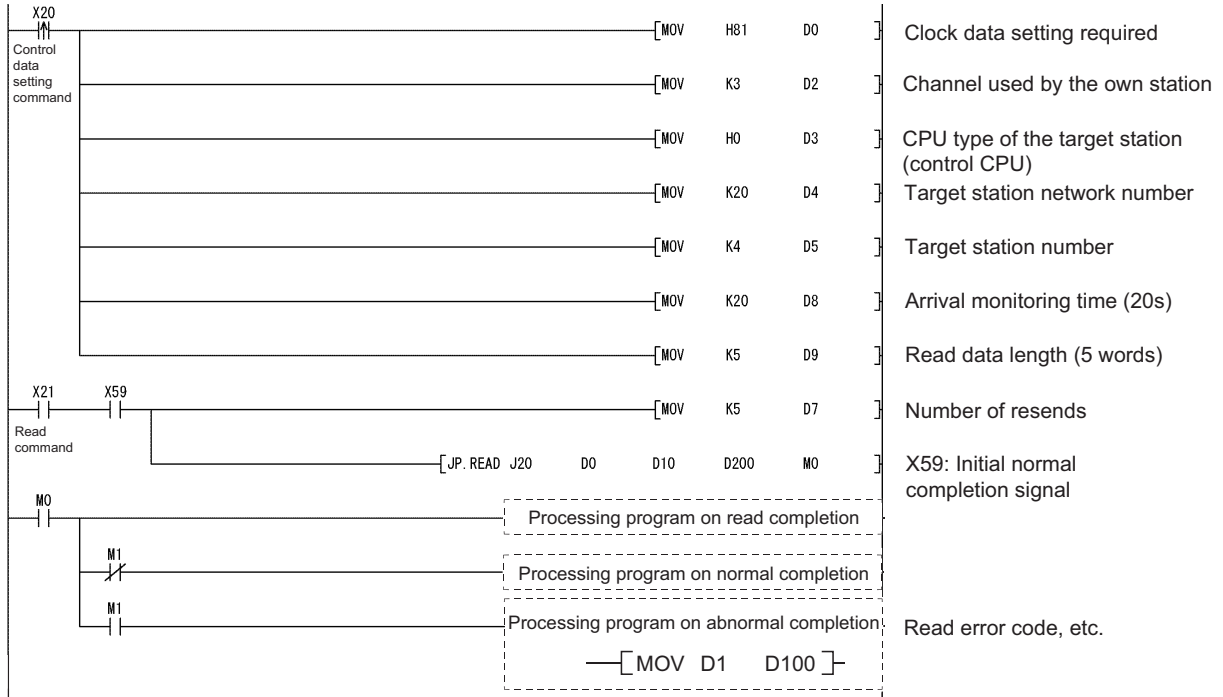 X20
[MOV H81 D0 ] Clock data setting required
Control
data
setting
command
[MOV K3 D2 ] Channel used by the own station
[MOV H0 D3 ] CPU type of the target station
(control CPU)
[MOV K20 D4 ] Target station network number
[MOV K4 D5 ] Target station number
[MOV K20 D8 ] Arrival monitoring time (20s)
[MOV K5 D9 ] Read data length (5 words)
X21 X59
[MOV K5 D7 ] Number of resends
Read
command
[JP.READ J20 D0 D10 D200 M0 ] X59: Initial normal
completion signal
M0
Processing program on read completion
M1
Processing program on normal completion
M1
Processing program on abnormal completion Read error code, etc.
[MOV D1 D100 ]